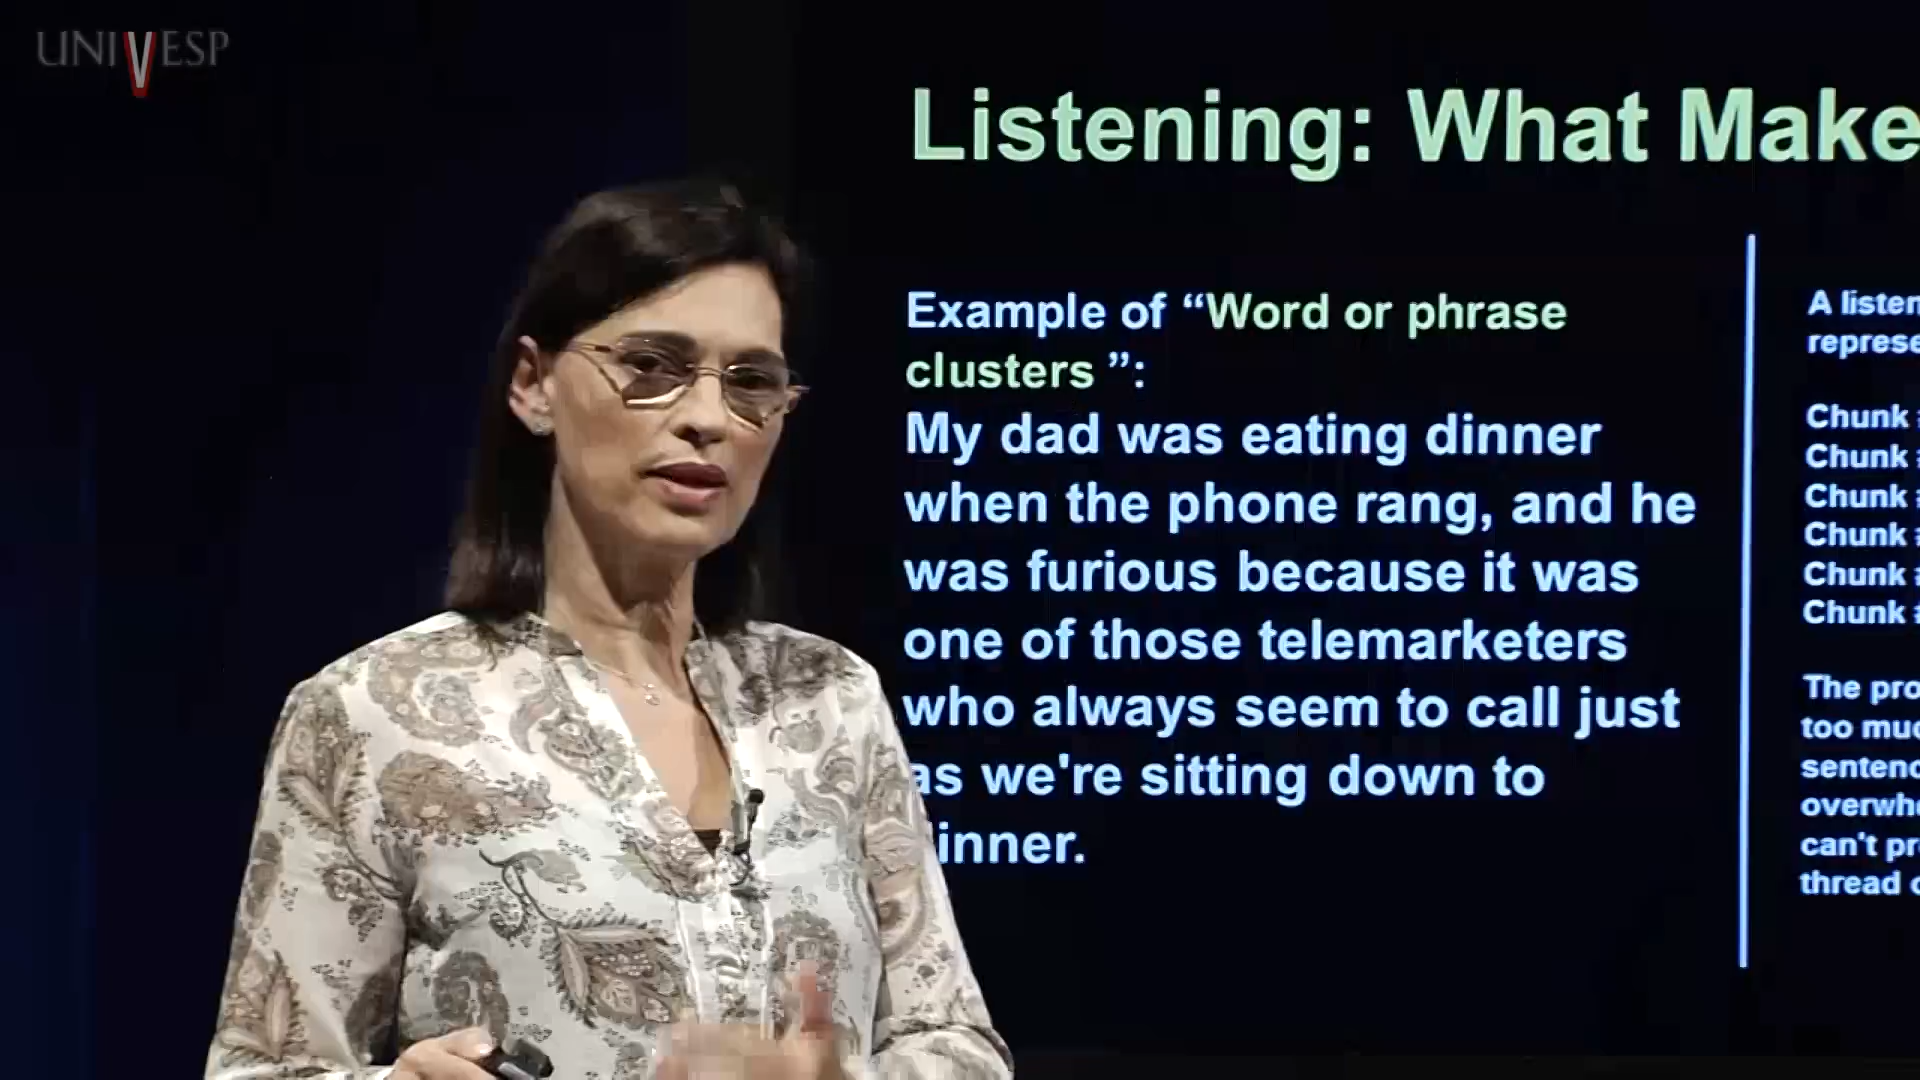 UNIVESP
Listening: What Make
Example of “Word or phrase
clusters ”:
My dad was eating dinner
when the phone rang, and he
was furious because it was
one of those telemarketers
who always seem to call just
as we're sitting down to
inner.
A listen
represe
Chunk
Chunk
Chunk
Chunk
Chunk
Chunk
The pro
too muc
sentenc
overwhe
can't pr
thread